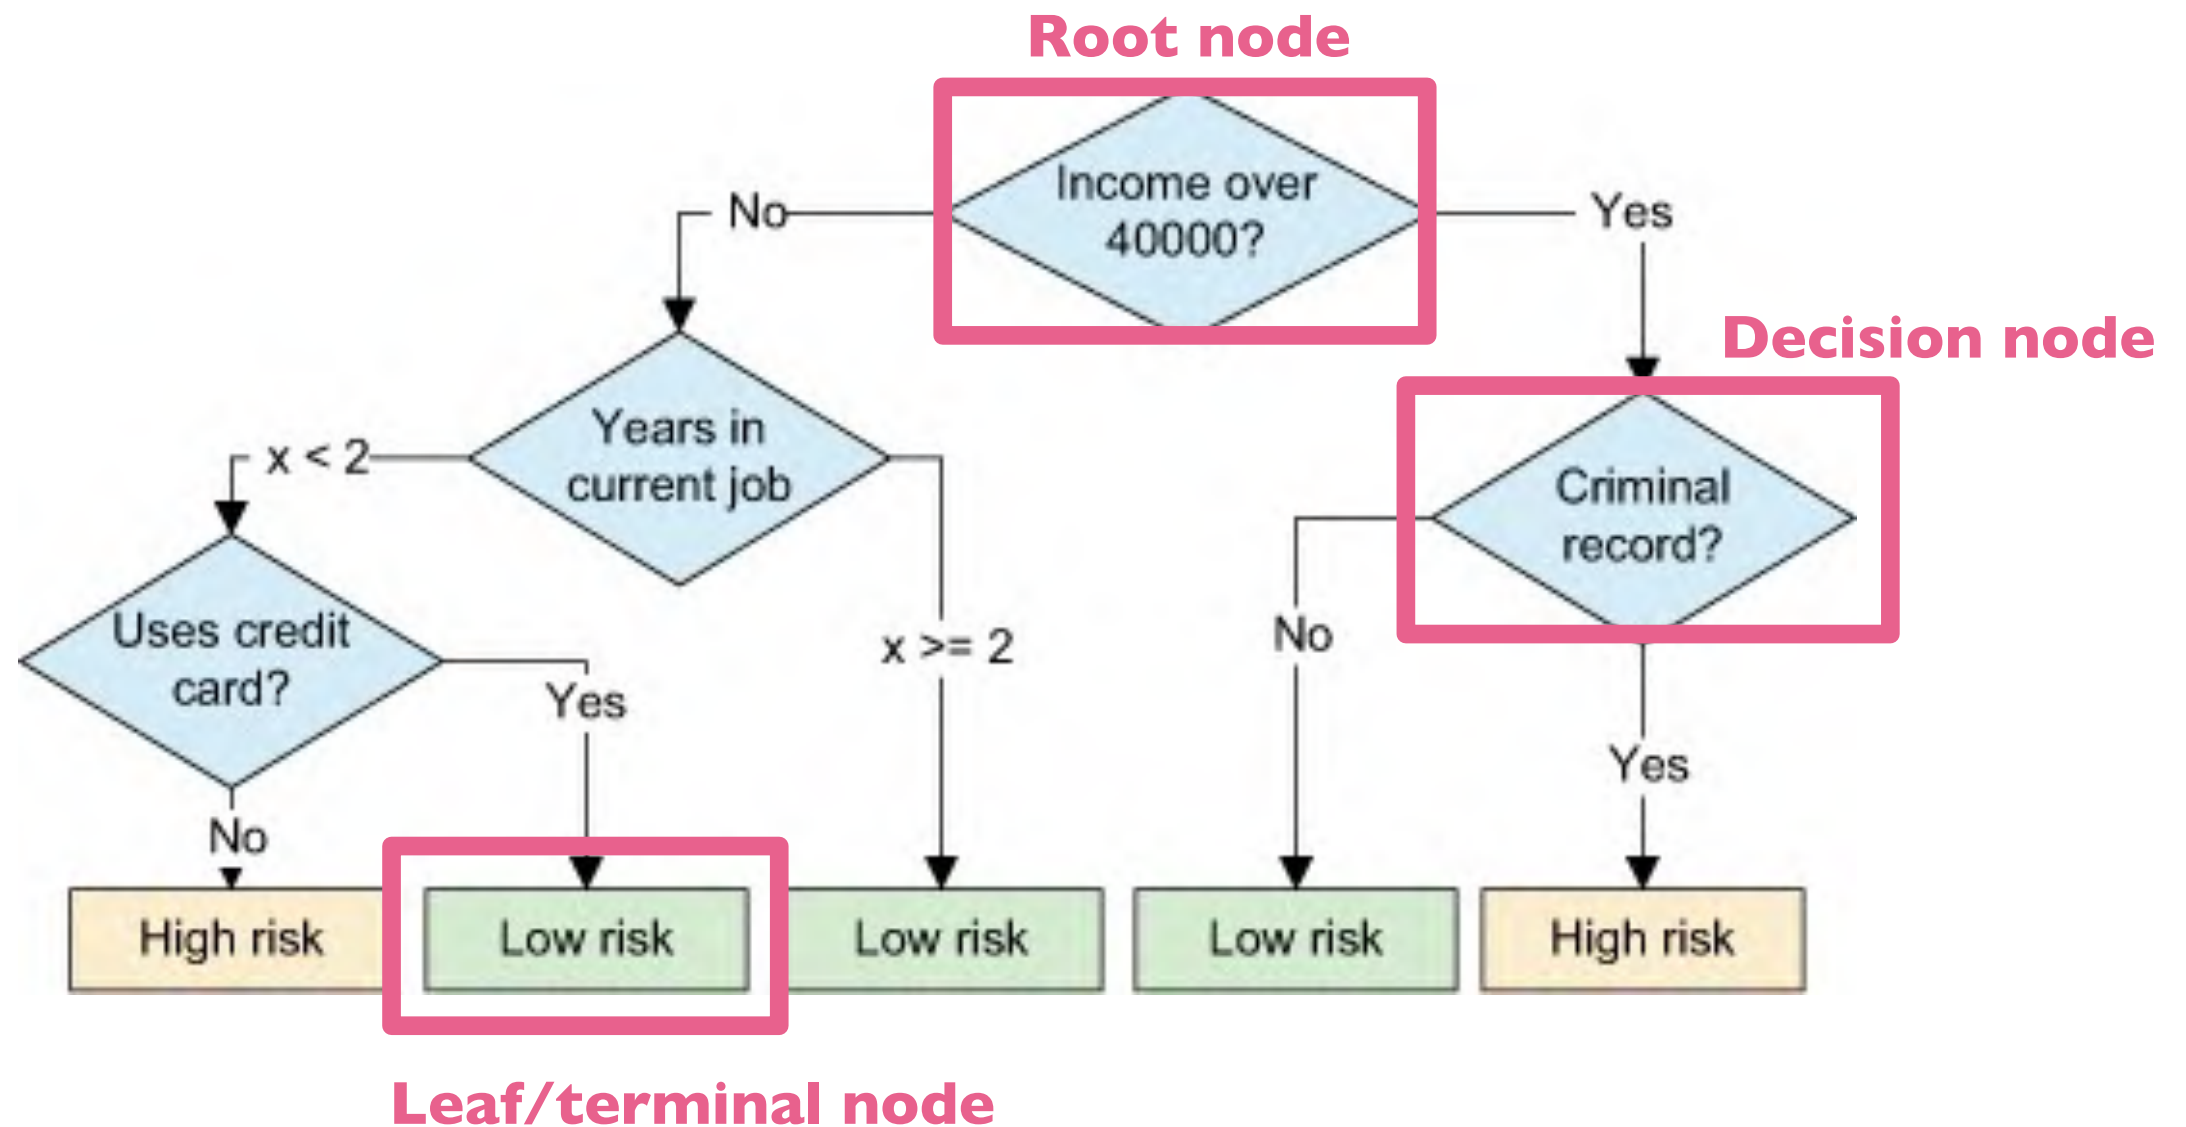 Root node
Income over
40000?
No
Yes
Decision node
Years in
current job
x < 2
Criminal
record?
Uses credit
card?
Yes
x >= 2
No
Yes
No
High risk
Low risk
Low risk
Low risk
High risk
Leaf/terminal node